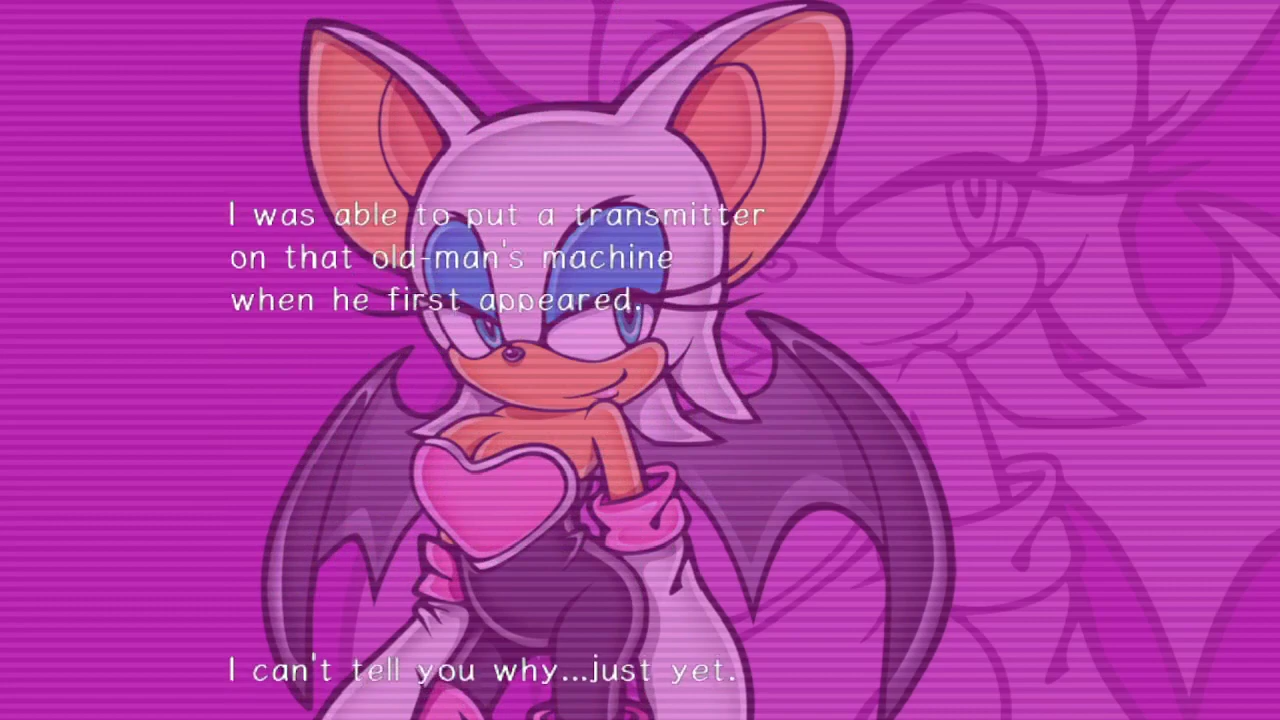 I was able to put a transmitter
on that old-man's machine
when he first appeared.
I can't tell you why...just yet.